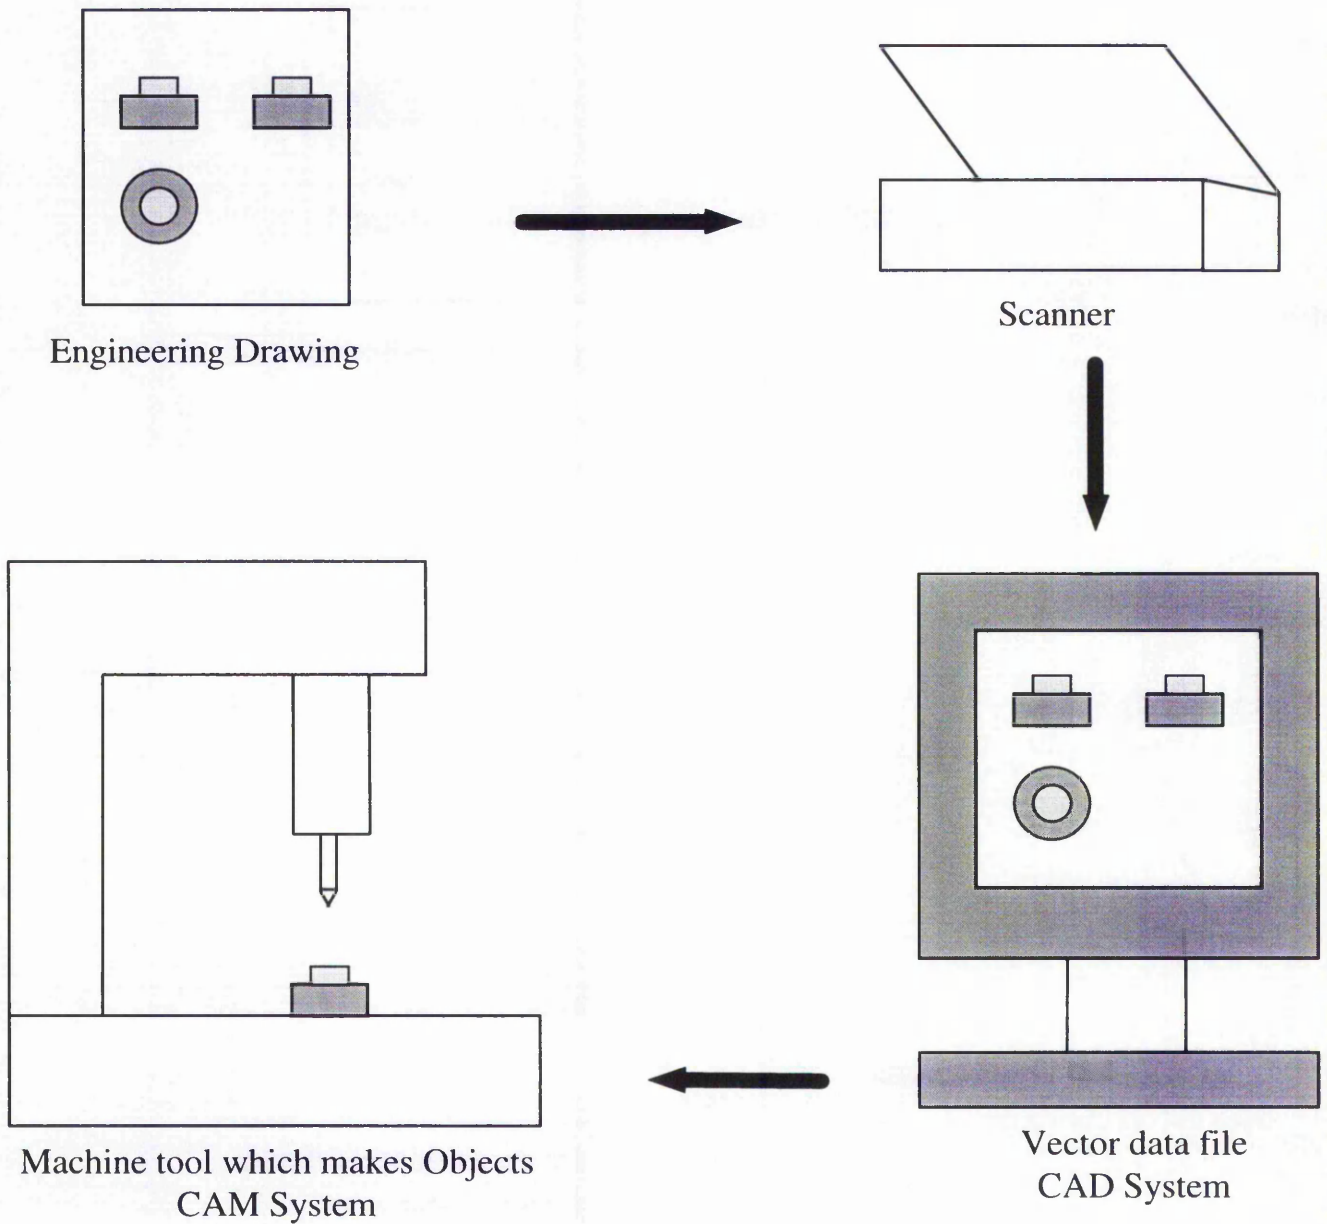 Engineering Drawing
Scanner
Vector data file
CAD System
Machine tool which makes Objects
CAM System